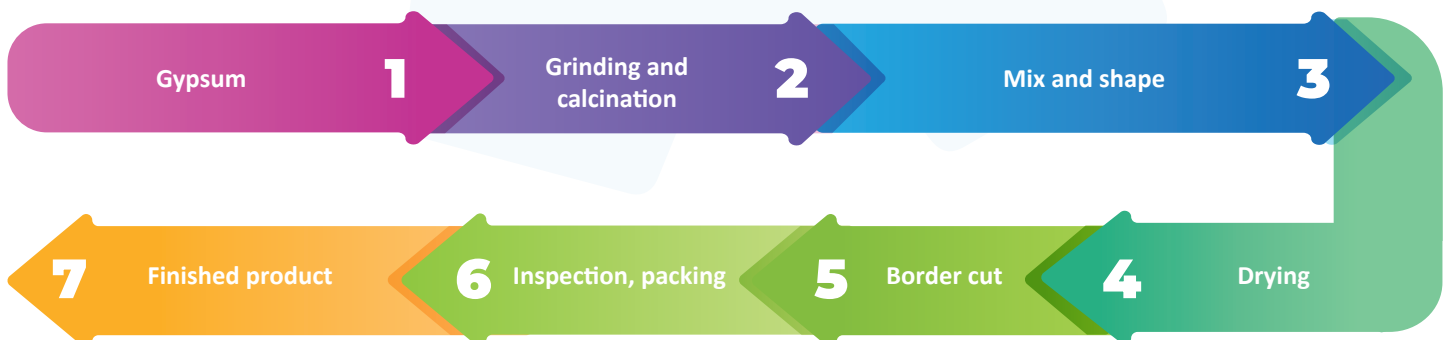 Gypsum
1
Grinding and
calcination
2
Mix and shape
3
Drying
4
Border cut
5
Inspection, packing
6
Finished product
7